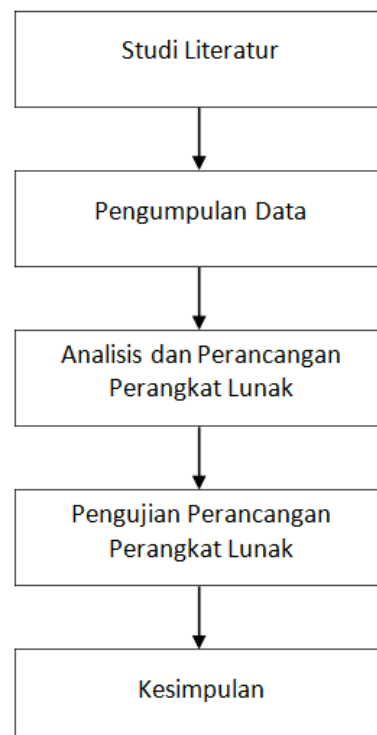 Studi Literatur
Pengumpulan Data
Analisis dan Perancangan
Perangkat Lunak
Pengujian Perancangan
Perangkat Lunak
Kesimpulan